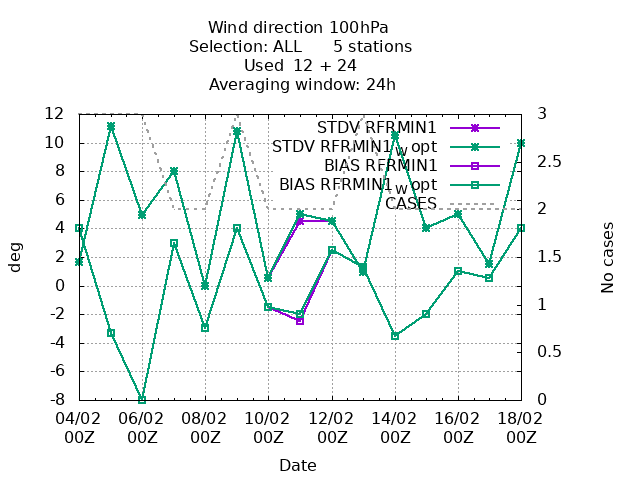 Wind direction 100hPa
Selection: ALL 5 stations
Used 12 + 24
Averaging window: 24h
STDV RFRMIN1
STDV RFRMIN1w opt
BIAS RFRMIN1
BIAS RFRMIN1w opt
CASES
12
10
8
6
4
2
0
-2
-4
-6
-8
deg
3
2.5
2
1.5
1
0.5
0
No cases
04/02 06/02 08/02 10/02 12/02 14/02 16/02 18/02
00Z 00Z 00Z 00Z 00Z 00Z 00Z 00Z
Date